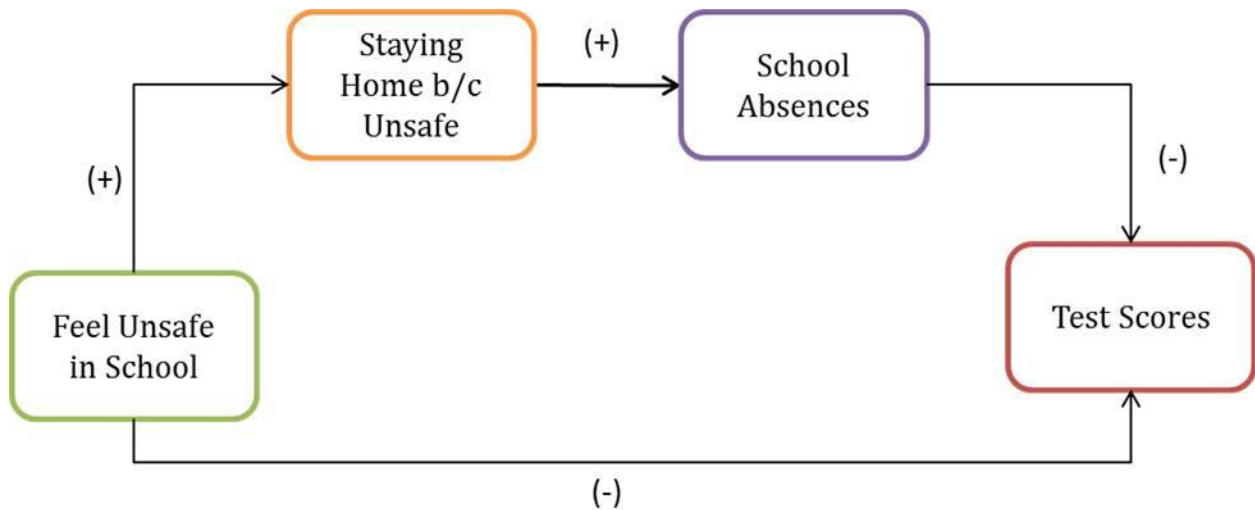 Staying
Home b/c
Unsafe
(+)
School
Absences
(+)
(-)
Feel Unsafe
in School
Test Scores
(-)